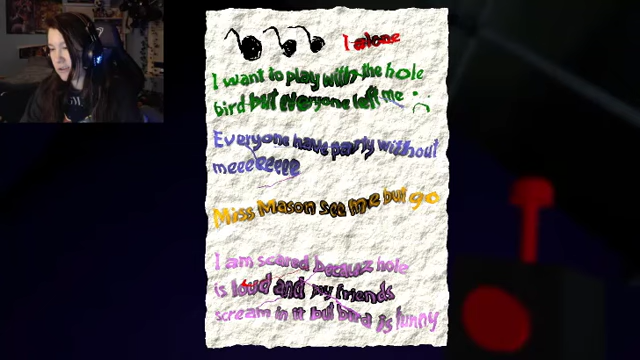 I alone
I want to play with the hole
bird but everyone left me
Everyone have party without
meeeeeeee
Miss Mason see me but go
I am scared becauz hole
is loud and my friends
scream in it but bird is funny